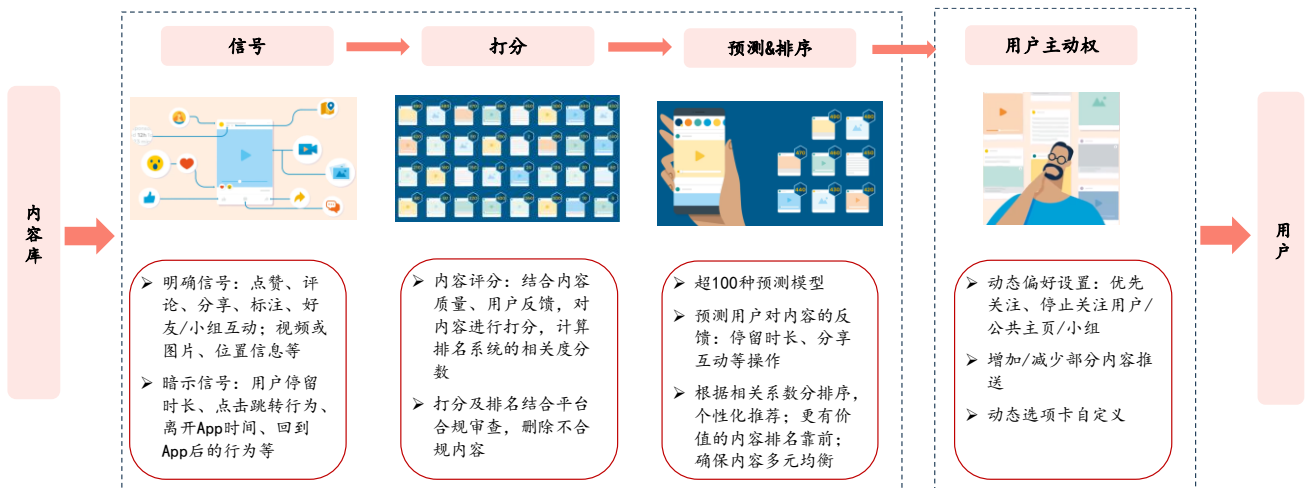 信号
打分
预测&排序
用户主动权
内
容
库
➢ 明确信号：点赞、评
论、分享、标注、好
友/小组互动；视频或
图片、位置信息等
➢ 暗示信号：用户停留
时长、点击跳转行为、
离开App时间、回到
App后的行为等
➢ 内容评分：结合内容
质量、用户反馈，对
内容进行打分，计算
排名系统的相关度分
数
➢ 打分及排名结合平台
合规审查，删除不合
规内容
➢ 超100种预测模型
➢ 预测用户对内容的反
馈：停留时长、分享
互动等操作
➢ 根据相关系数分排序，
个性化推荐；更有价
值的内容排名靠前；
确保内容多元均衡
➢ 动态偏好设置：优先
关注、停止关注用户/
公共主页/小组
➢ 增加/减少部分内容推
送
➢ 动态选项卡自定义
用
户